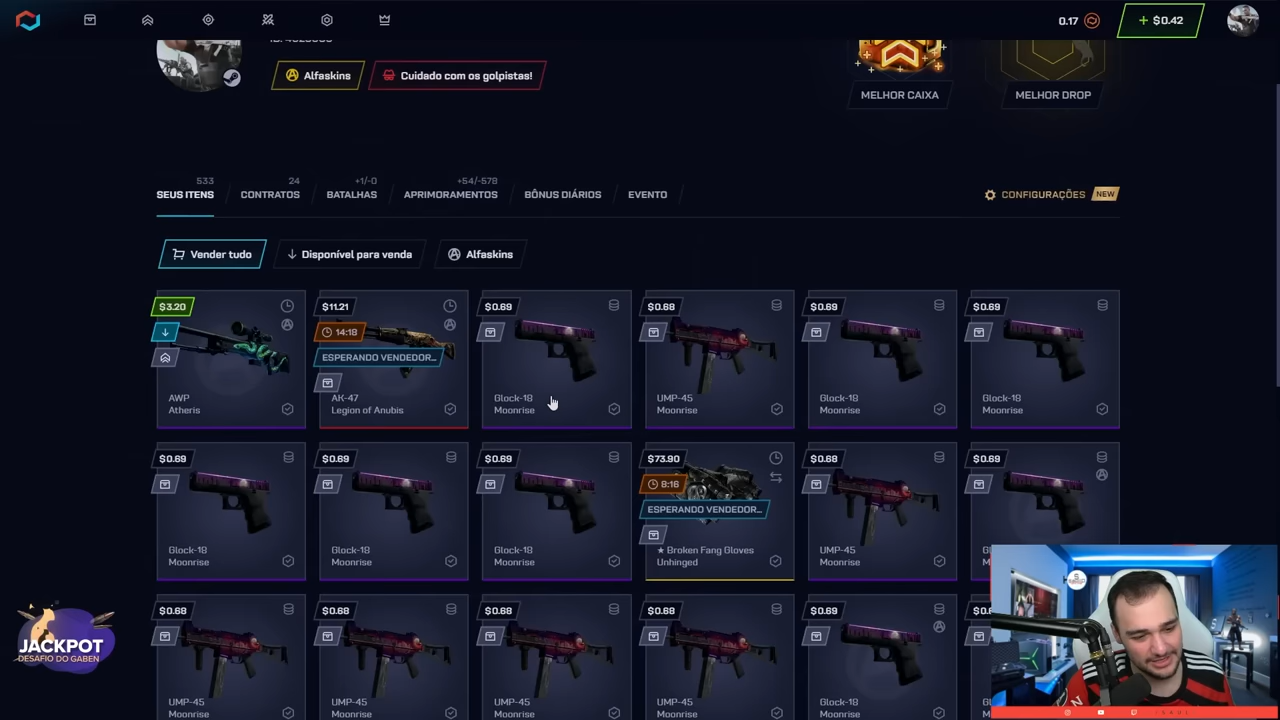 0.17
+ $0.42
Alfaskins
Cuidado com os golpistas!
MELHOR CAIXA
MELHOR DROP
533
SEUS ITENS
24
CONTRATOS
+1/-0
BATALHAS
+54/-578
APRIMORAMENTOS
BÔNUS DIÁRIOS
EVENTO
CONFIGURAÇÕES
NEW
Vender tudo
Disponível para venda
Alfaskins
$3.20
AWP
Atheris
$11.21
14:18
ESPERANDO VENDEDOR...
AK-47
Legion of Anubis
$0.69
Glock-18
Moonrise
$0.68
UMP-45
Moonrise
$0.69
Glock-18
Moonrise
$0.69
Glock-18
Moonrise
$0.69
Glock-18
Moonrise
$0.69
Glock-18
Moonrise
$0.69
Glock-18
Moonrise
$73.90
8:16
ESPERANDO VENDEDOR...
★ Broken Fang Gloves
Unhinged
$0.68
UMP-45
Moonrise
$0.69
Glock-18
Moonrise
$0.68
UMP-45
Moonrise
$0.68
UMP-45
Moonrise
$0.68
UMP-45
Moonrise
$0.68
UMP-45
Moonrise
$0.69
Glock-18
Moonrise
JACKPOT
DESAFIO DO GABEN